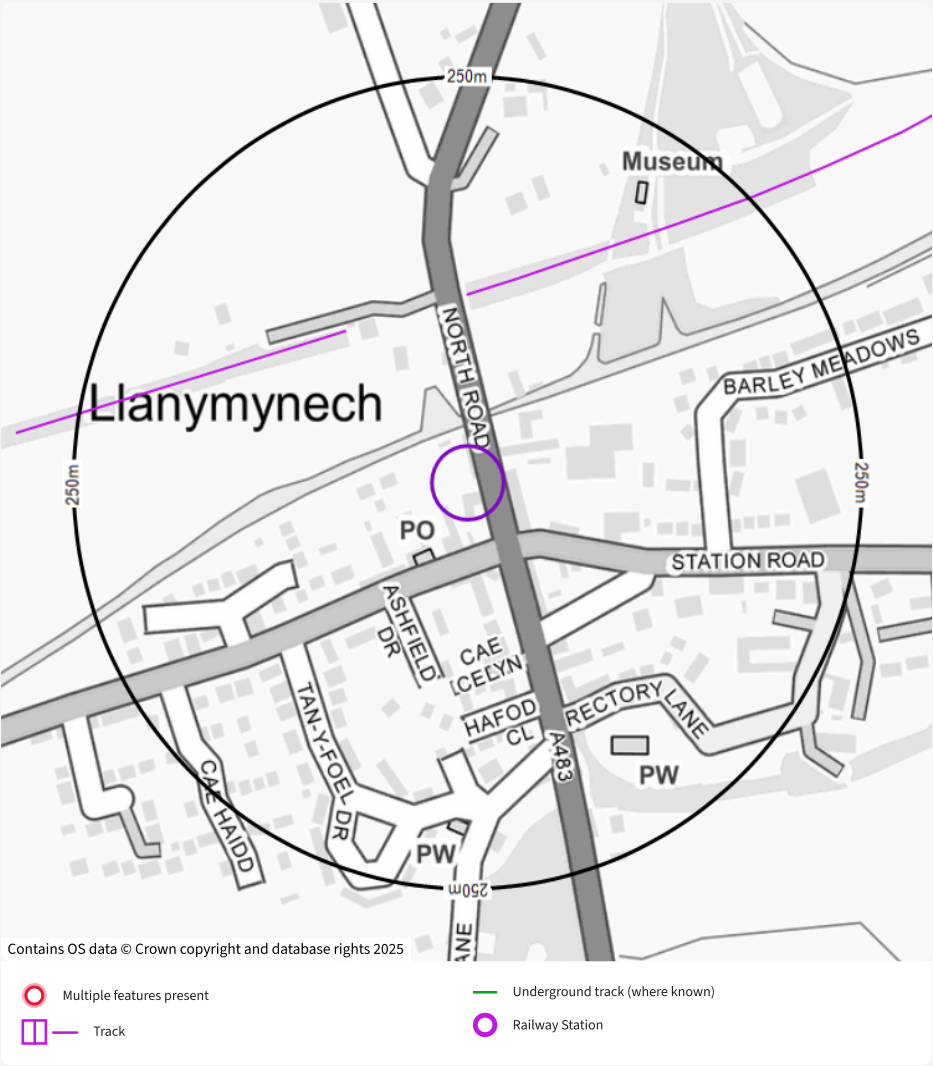 250m
Museum
NORTH ROAD
BARLEY MEADOWS
Llanymynech
250m
250m
PO
STATION ROAD
ASHFIELD
DR
CAE
CELYN
TAN-Y-FOEL DR
HAFOD
CL
RECTORY LANE
A483
PW
CAE HAIDD
PW
250m
ANE
Contains OS data © Crown copyright and database rights 2025
Multiple features present
Underground track (where known)
Track
Railway Station